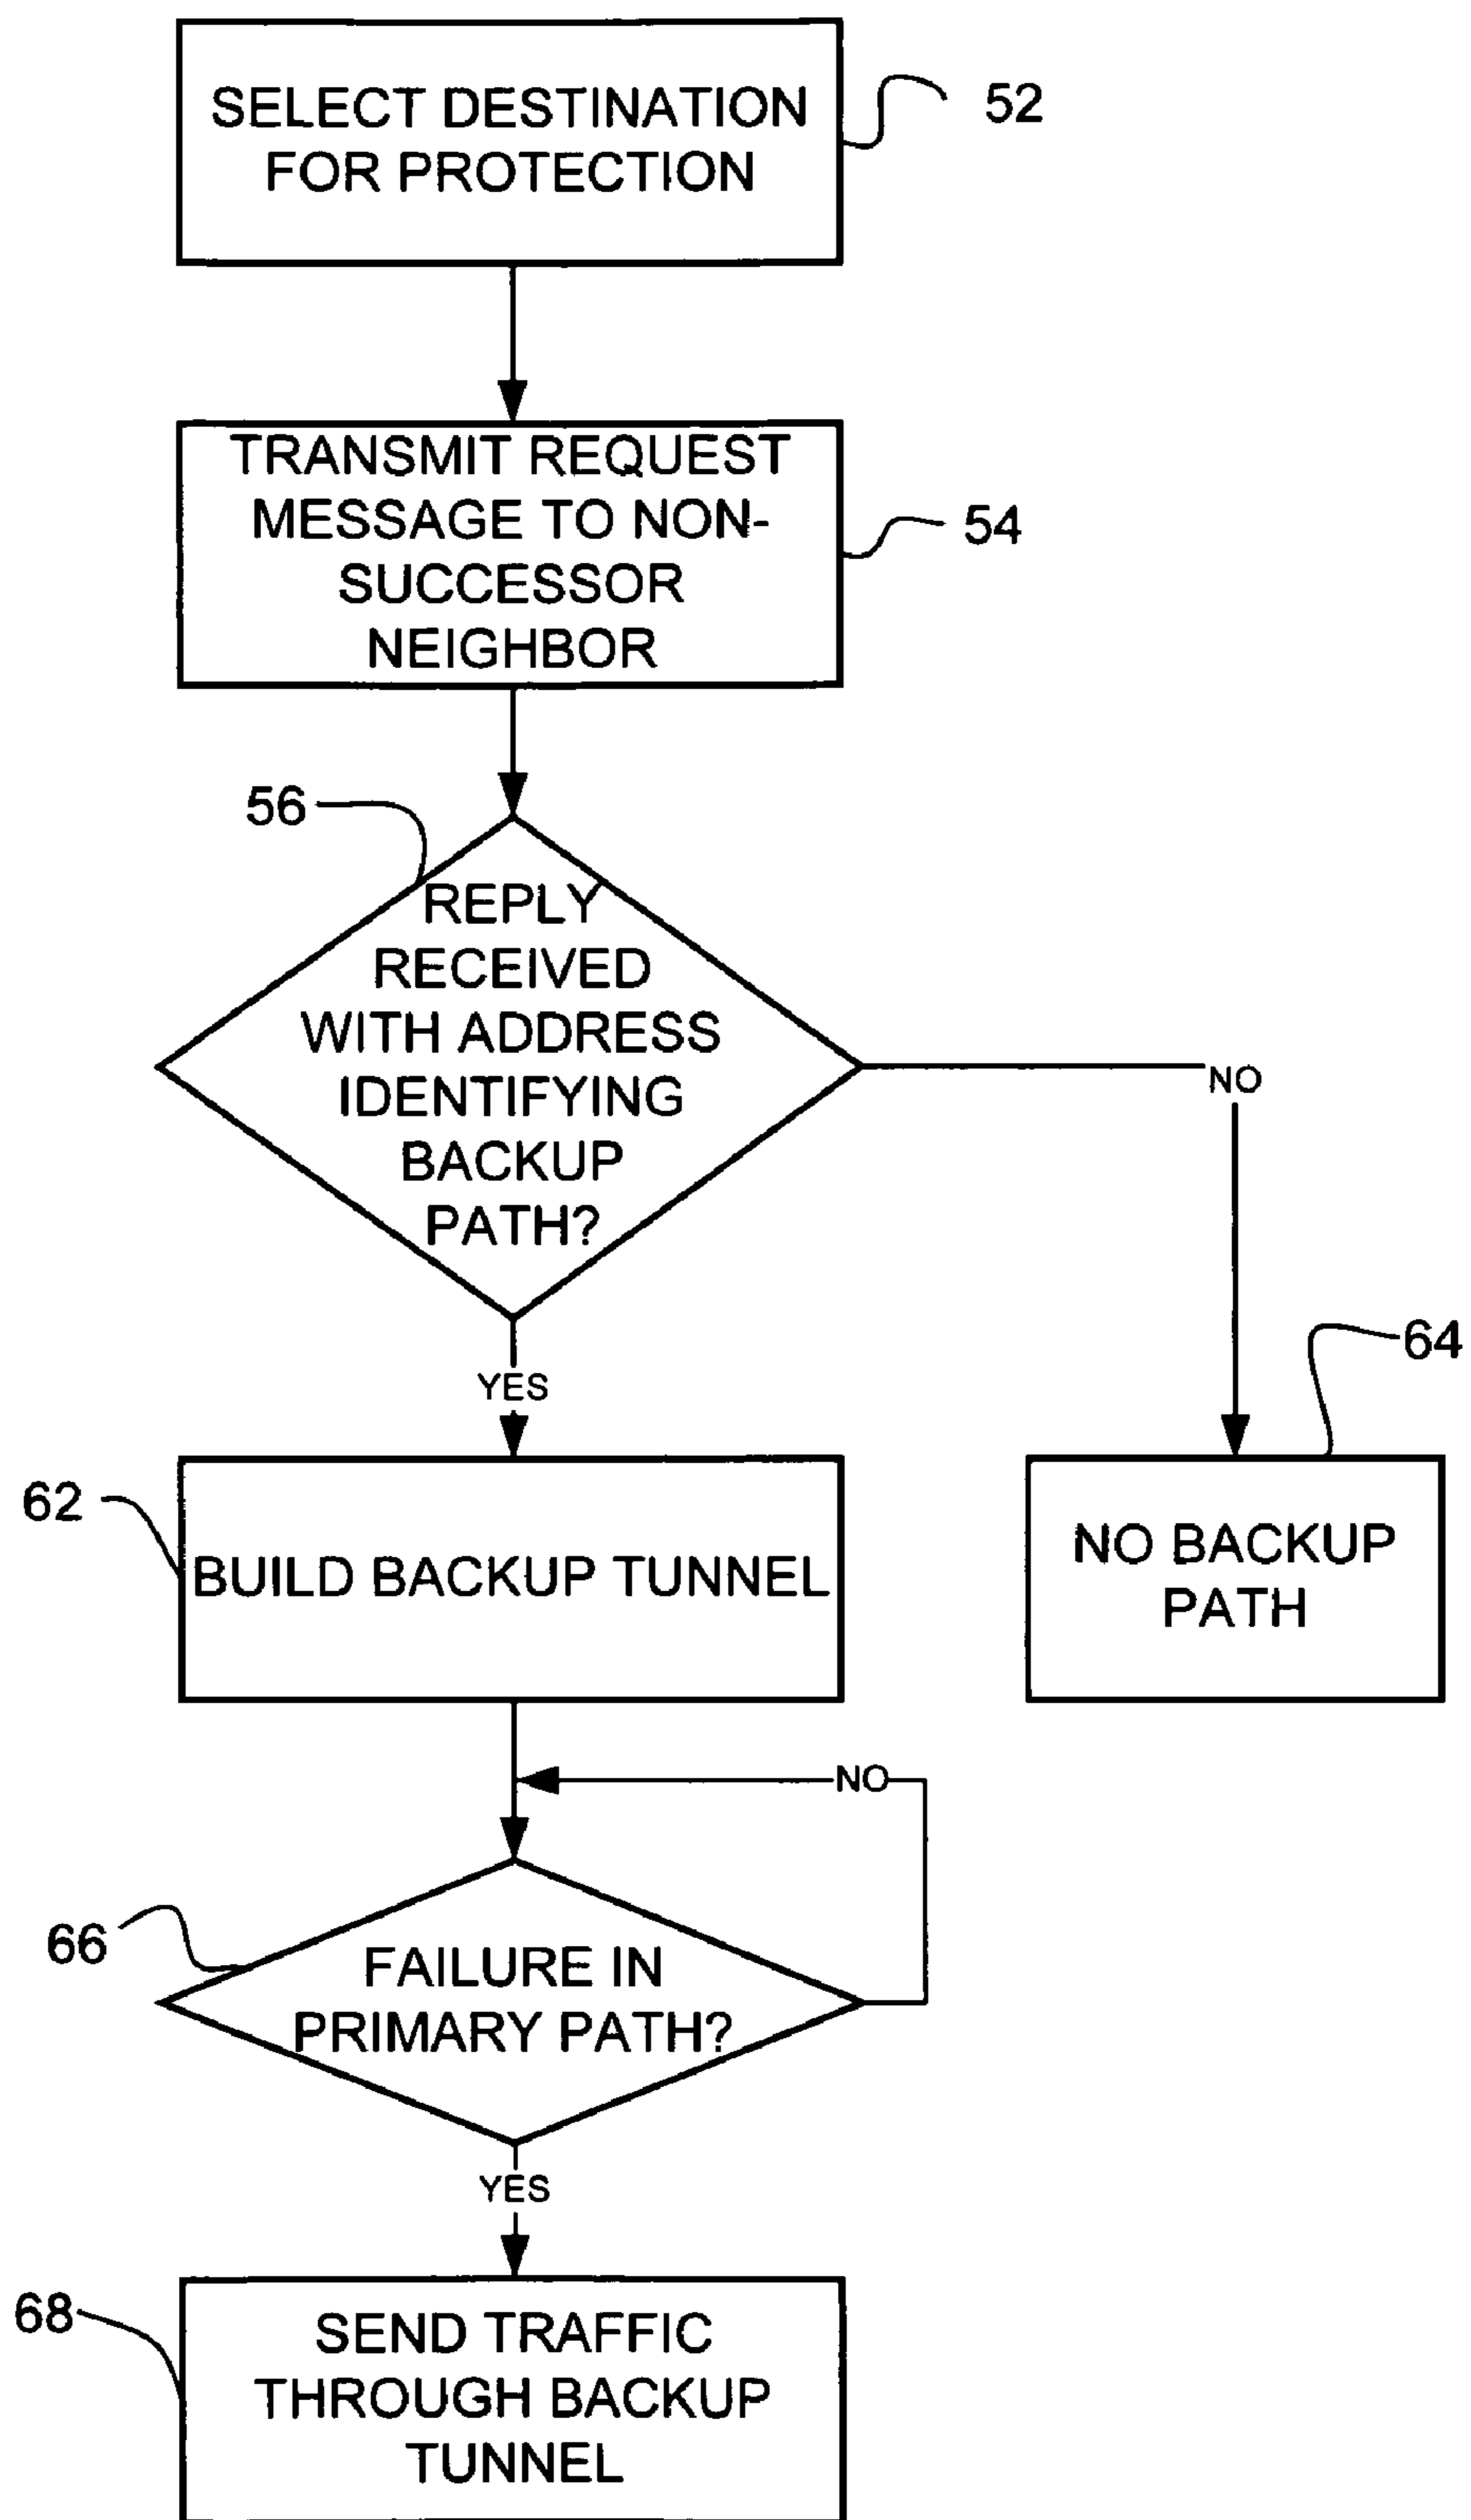 SELECT DESTINATION
FOR PROTECTION
52
TRANSMIT REQUEST
MESSAGE TO NON-
SUCCESSOR
NEIGHBOR
54
56
REPLY
RECEIVED
WITH ADDRESS
IDENTIFYING
BACKUP
PATH?
NO
YES
64
62
BUILD BACKUP TUNNEL
NO BACKUP
PATH
NO
66
FAILURE IN
PRIMARY PATH?
YES
68
SEND TRAFFIC
THROUGH BACKUP
TUNNEL